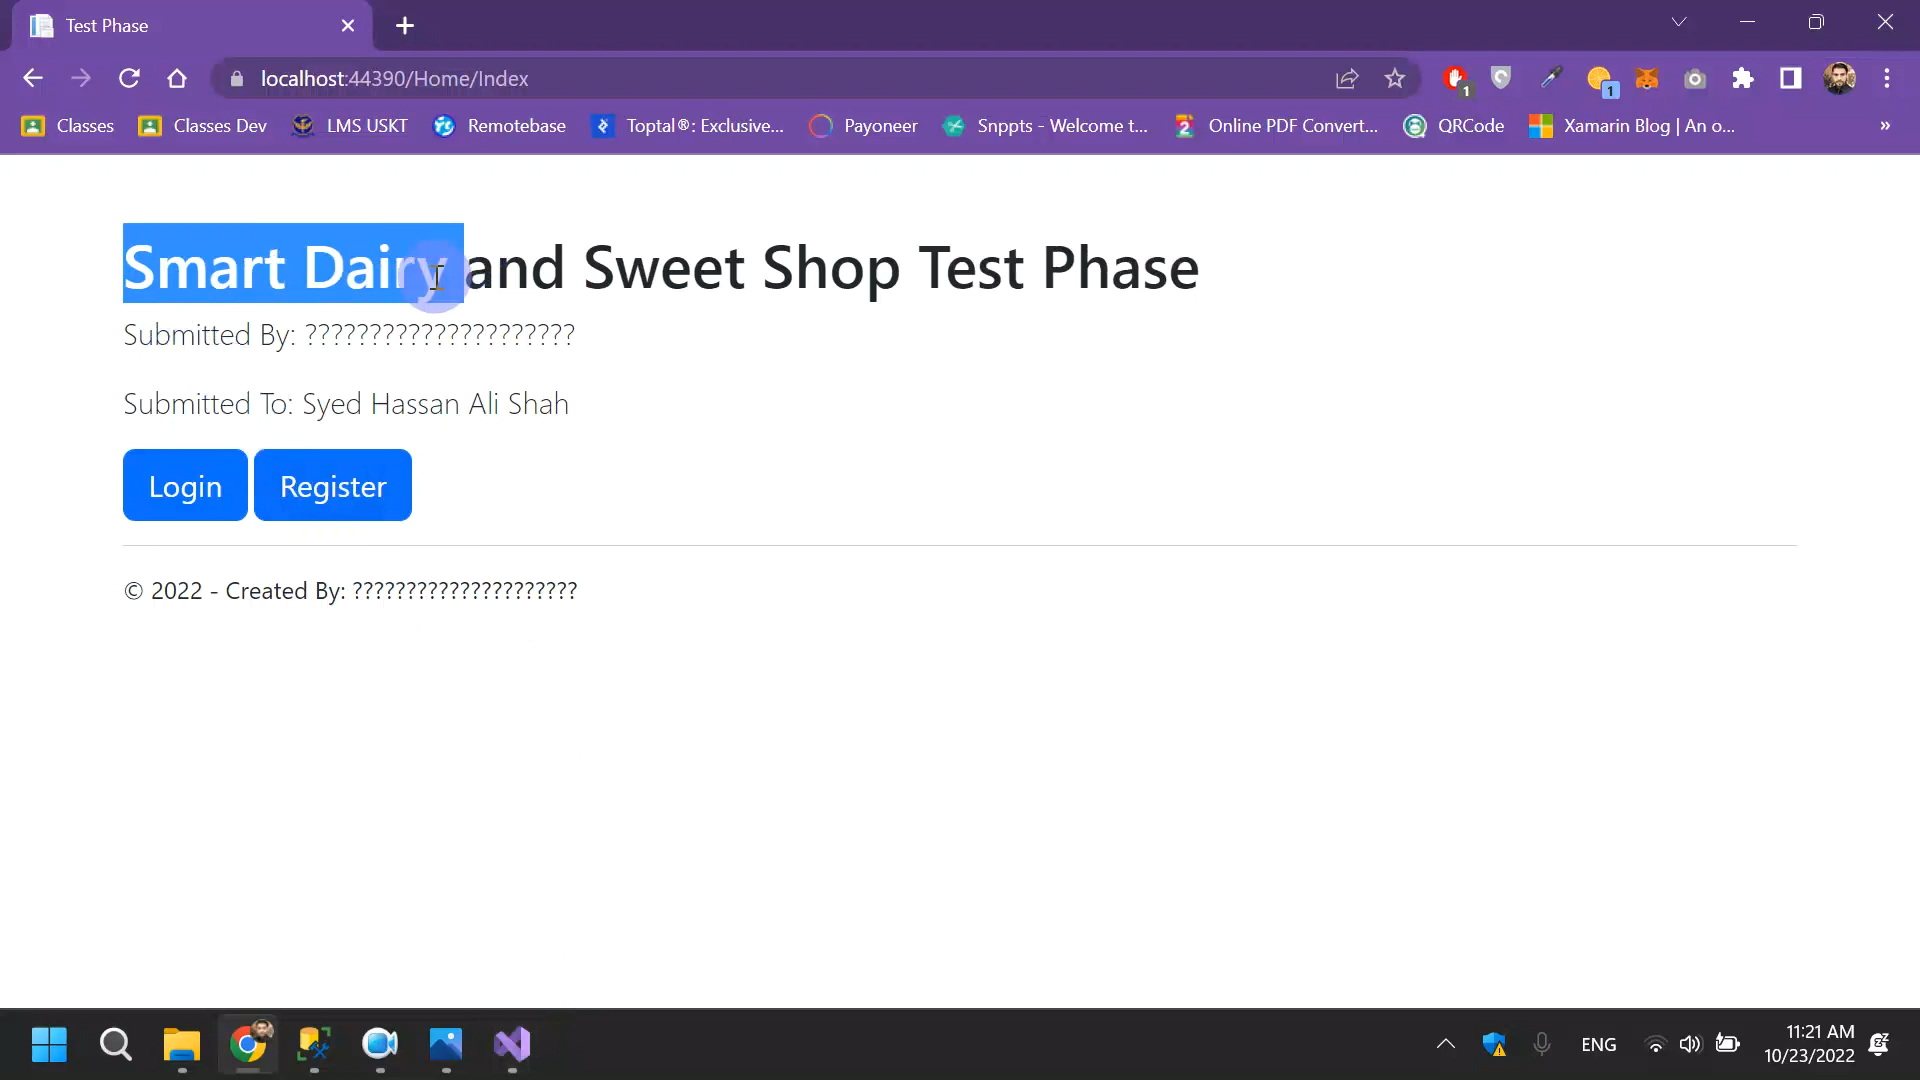 Test Phase
localhost:44390/Home/Index
1
1
Classes
Classes Dev
LMS USKT
Remotebase
Toptal®: Exclusive...
Payoneer
Snppts - Welcome t...
Online PDF Convert...
QRCode
Xamarin Blog | An o...
»
Smart Dairy and Sweet Shop Test Phase
Submitted By: ?????????????????????
Submitted To: Syed Hassan Ali Shah
Login
Register
© 2022 - Created By: ?????????????????????
ENG
11:21 AM
10/23/2022